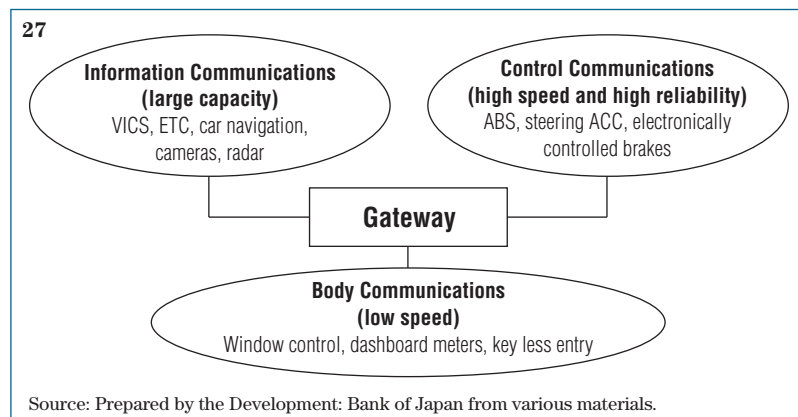 27
Information Communications
(large capacity)
VICS, ETC, car navigation,
cameras, radar
Control Communications
(high speed and high reliability)
ABS, steering ACC, electronically
controlled brakes
Gateway
Body Communications
(low speed)
Window control, dashboard meters, key less entry
Source: Prepared by the Development: Bank of Japan from various materials.